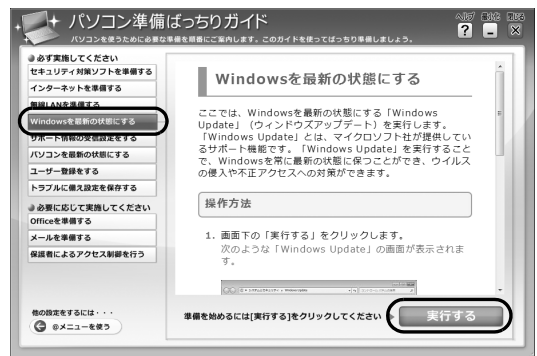 パソコン準備ばっちりガイド
パソコンを使うために必要な準備を順番にご案内します。このガイドを使ってばっちり準備しましょう。
ヘルプ 最小化 閉じる
必ず実施してください
セキュリティ対策ソフトを準備する
インターネットを準備する
無線LANを準備する
Windowsを最新の状態にする
サポート情報の受信設定をする
パソコンを最新の状態にする
ユーザー登録をする
トラブルに備え設定を保存する
必要に応じて実施してください
Officeを準備する
メールを準備する
保護者によるアクセス制御を行う
他の設定をするには・・・
@メニューを使う
Windowsを最新の状態にする
ここでは、Windowsを最新の状態にする「Windows
Update」（ウィンドウズアップデート）を実行します。
「Windows Update」とは、マイクロソフト社が提供してい
るサポート機能です。「Windows Update」を実行すること
で、Windowsを常に最新の状態に保つことができ、ウイルス
の侵入や不正アクセスへの対策ができます。
操作方法
1. 画面下の「実行する」をクリックします。
次のような「Windows Update」の画面が表示されま
す。
準備を始めるには[実行する]をクリックしてください
実行する